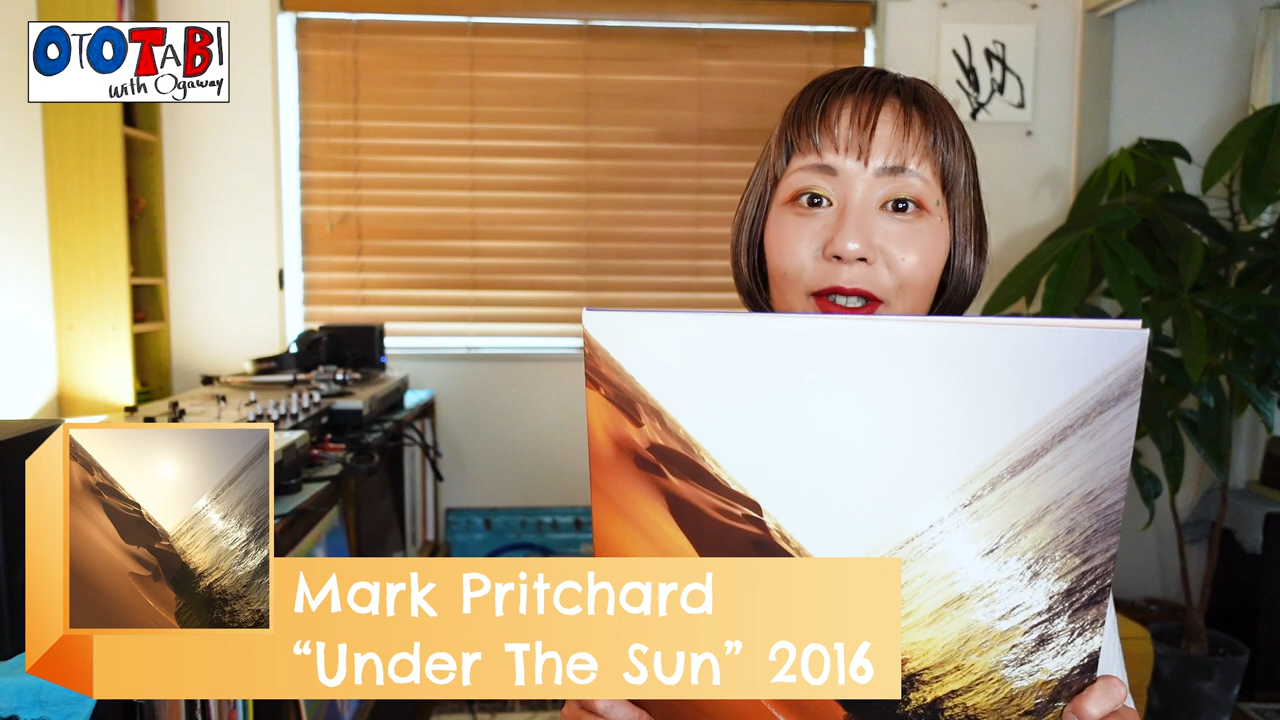 OTOTABI
with Ogaway
Mark Pritchard
“Under The Sun” 2016